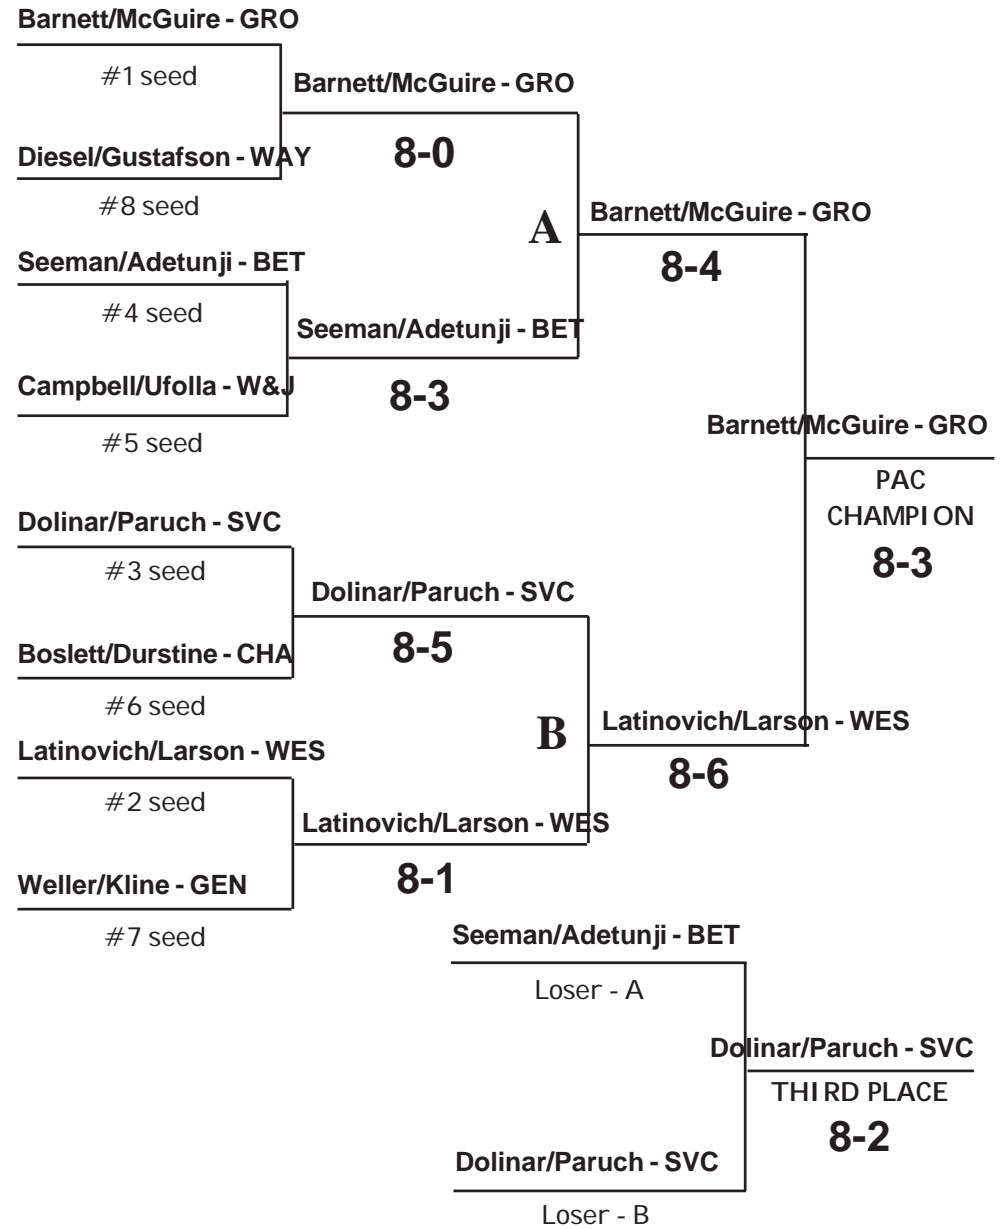 Barnett/McGuire - GRO
#1 seed
Barnett/McGuire - GRO
Diesel/Gustafson - WAY
8-0
#8 seed
A
Barnett/McGuire - GRO
8-4
Seeman/Adetunji - BET
#4 seed
Seeman/Adetunji - BET
Campbell/Ufolla - W&J
8-3
#5 seed
Barnett/McGuire - GRO
PAC
CHAMPION
8-3
Dolinar/Paruch - SVC
#3 seed
Dolinar/Paruch - SVC
Boslett/Durstine - CHA
8-5
#6 seed
B
Latinovich/Larson - WES
8-6
Latinovich/Larson - WES
#2 seed
Latinovich/Larson - WES
Weller/Kline - GEN
8-1
#7 seed
Seeman/Adetunji - BET
Loser - A
Dolinar/Paruch - SVC
THIRD PLACE
8-2
Dolinar/Paruch - SVC
Loser - B